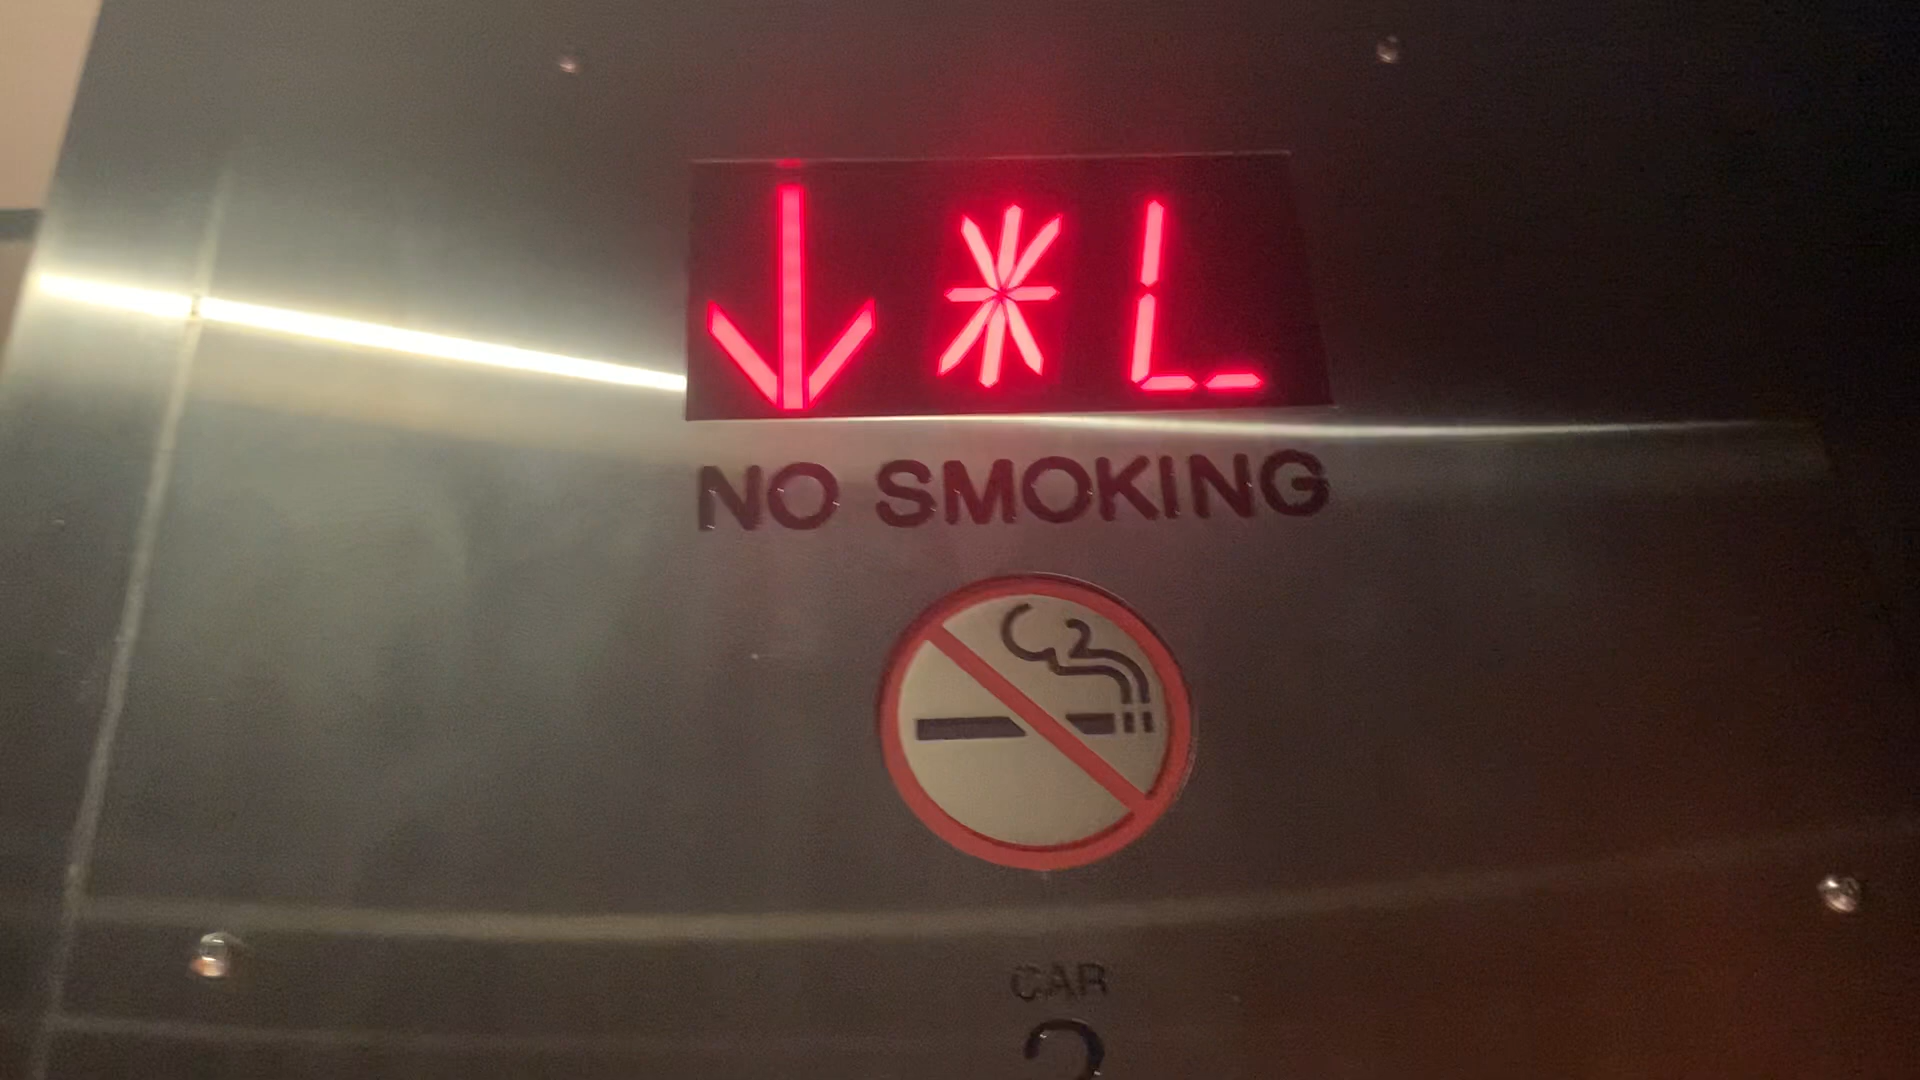 ↓ * L
NO SMOKING
CAR